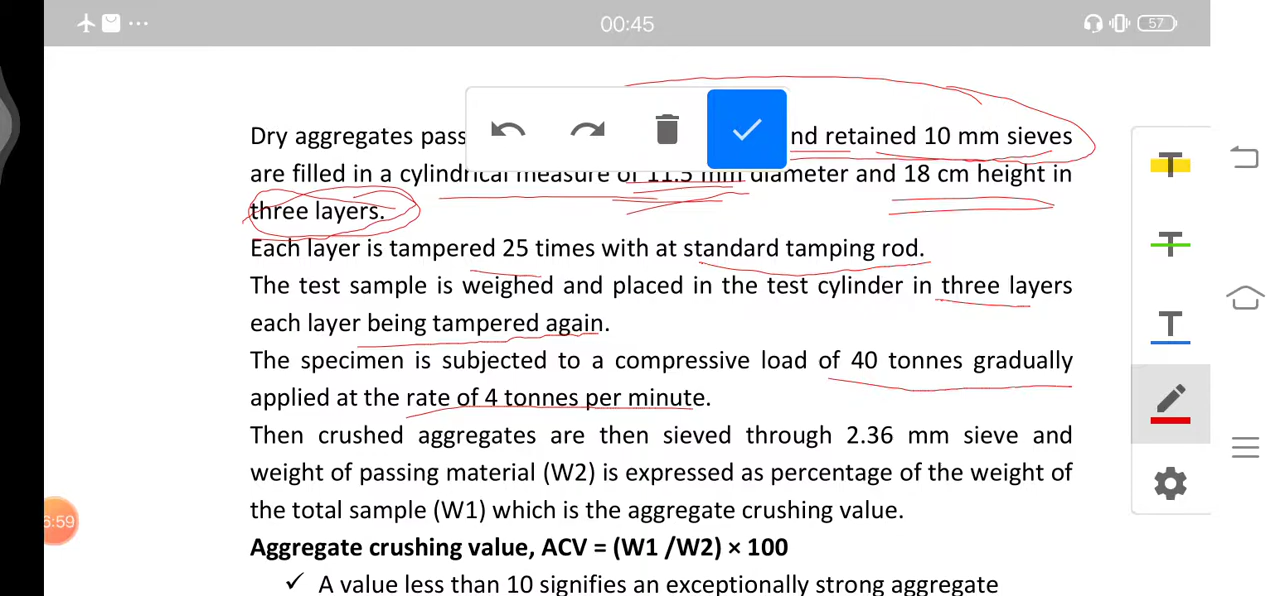 00:45
57
Dry aggregates pass nd retained 10 mm sieves
are filled in a cylindrical measure of 11.5 mm diameter and 18 cm height in
three layers.
Each layer is tampered 25 times with at standard tamping rod.
The test sample is weighed and placed in the test cylinder in three layers
each layer being tampered again.
The specimen is subjected to a compressive load of 40 tonnes gradually
applied at the rate of 4 tonnes per minute.
Then crushed aggregates are then sieved through 2.36 mm sieve and
weight of passing material (W2) is expressed as percentage of the weight of
the total sample (W1) which is the aggregate crushing value.
6:59
Aggregate crushing value, ACV = (W1 /W2) × 100
✓ A value less than 10 signifies an exceptionally strong aggregate
T
T
T